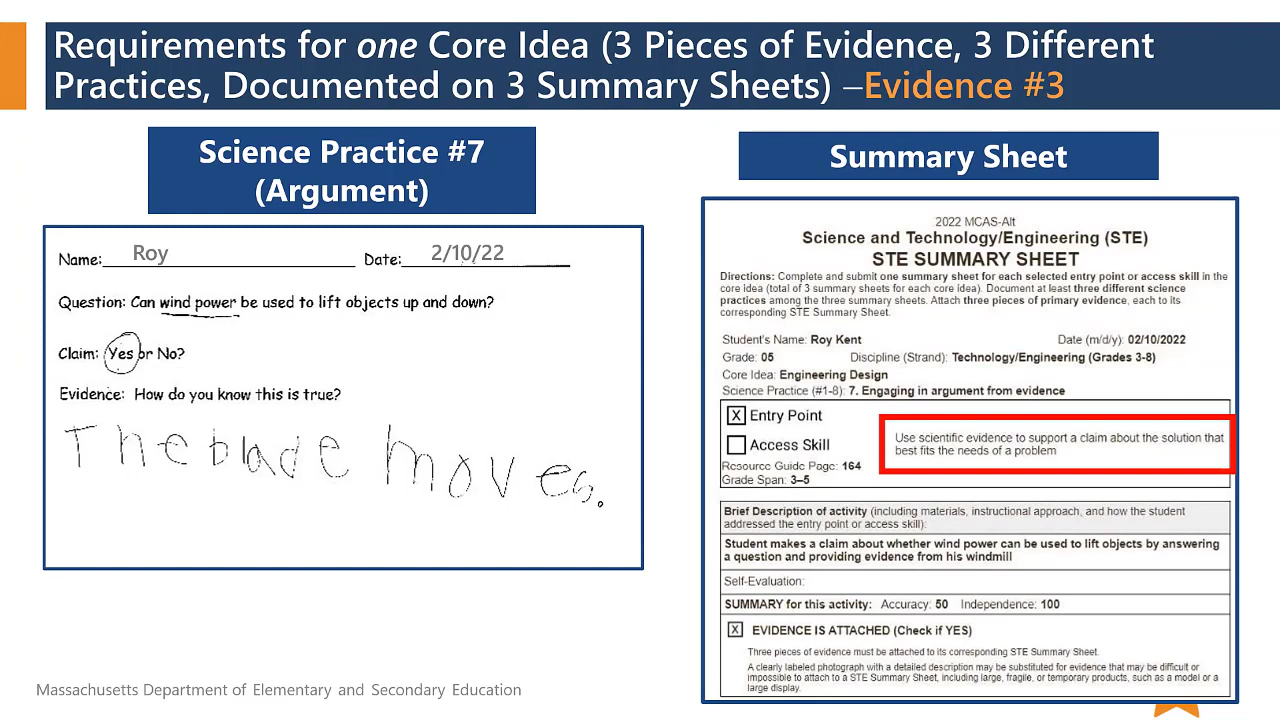 Requirements for one Core Idea (3 Pieces of Evidence, 3 Different
Practices, Documented on 3 Summary Sheets) –Evidence #3
Science Practice #7
(Argument)
Name: Roy Date: 2/10/22
Question: Can wind power be used to lift objects up and down?
Claim: Yes or No?
Evidence: How do you know this is true?
The blade moves.
Summary Sheet
2022 MCAS-Alt
Science and Technology/Engineering (STE)
STE SUMMARY SHEET
Directions: Complete and submit one summary sheet for each selected entry point or access skill in the
core idea (total of 3 summary sheets for each core idea). Document at least three different science
practices among the three summary sheets. Attach three pieces of primary evidence, each to its
corresponding STE Summary Sheet.
Student's Name: Roy Kent Date (m/d/y): 02/10/2022
Grade: 05 Discipline (Strand): Technology/Engineering (Grades 3-8)
Core Idea: Engineering Design
Science Practice (#1-8): 7. Engaging in argument from evidence
X Entry Point
Access Skill
Use scientific evidence to support a claim about the solution that
best fits the needs of a problem
Resource Guide Page: 164
Grade Span: 3–5
Brief Description of activity (including materials, instructional approach, and how the student
addressed the entry point or access skill):
Student makes a claim about whether wind power can be used to lift objects by answering
a question and providing evidence from his windmill
Self-Evaluation:
SUMMARY for this activity: Accuracy: 50 Independence: 100
X EVIDENCE IS ATTACHED (Check if YES)
Three pieces of evidence must be attached to its corresponding STE Summary Sheet.
A clearly labeled photograph with a detailed description may be substituted for evidence that may be difficult or
impossible to attach to a STE Summary Sheet, including large, fragile, or temporary products, such as a model or a
large display.
Massachusetts Department of Elementary and Secondary Education